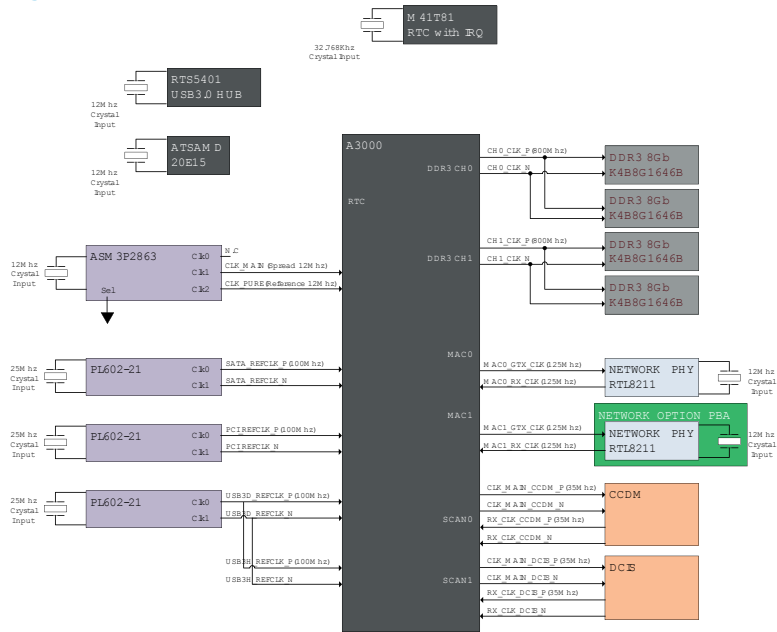 M41T81
RTC with IRQ
32.768Khz
Crystal Input
RTS5401
USB3.0 HUB
12Mhz
Crystal
Input
ATSAMD
20E15
12Mhz
Crystal
Input
A3000
RTC
DDR3 CH0
DDR3 CH1
MAC0
MAC1
SCAN0
SCAN1
12Mhz
Crystal
Input
ASM3P2863
Sel
Clk0
Clk1
Clk2
N.C
CLK_MAIN (Spread 12Mhz)
CLK_PURE (Reference 12Mhz)
25Mhz
Crystal
Input
PL602-21
Clk0
Clk1
SATA_REFCLK_P (100Mhz)
SATA_REFCLK_N
25Mhz
Crystal
Input
PL602-21
Clk0
Clk1
PCIREFCLK_P (100Mhz)
PCIREFCLK_N
25Mhz
Crystal
Input
PL602-21
Clk0
Clk1
USB3D_REFCLK_P (100Mhz)
USB3D_REFCLK_N
USB3H_REFCLK_P (100Mhz)
USB3H_REFCLK_N
CH0_CLK_P (800Mhz)
CH0_CLK_N
DDR3 8Gb
K4B8G1646B
DDR3 8Gb
K4B8G1646B
CH1_CLK_P (800Mhz)
CH1_CLK_N
DDR3 8Gb
K4B8G1646B
DDR3 8Gb
K4B8G1646B
MAC0_GTX_CLK (125Mhz)
MAC0_RX_CLK (125Mhz)
NETWORK PHY
RTL8211
12Mhz
Crystal
Input
NETWORK OPTION PBA
MAC1_GTX_CLK (125Mhz)
MAC1_RX_CLK (125Mhz)
NETWORK PHY
RTL8211
12Mhz
Crystal
Input
CLK_MAIN_CCDM_P (35Mhz)
CLK_MAIN_CCDM_N
RX_CLK_CCDM_P (35Mhz)
RX_CLK_CCDM_N
CCDM
CLK_MAIN_DCIS_P (35Mhz)
CLK_MAIN_DCIS_N
RX_CLK_DCIS_P (35Mhz)
RX_CLK_DCIS_N
DCIS